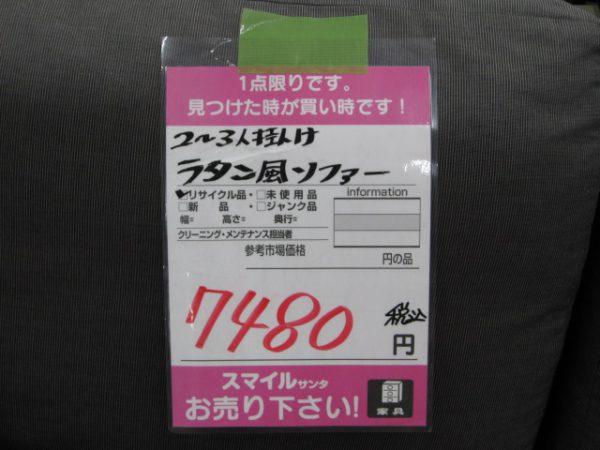 1点限りです。
見つけた時が買い時です！
2〜3人掛け
ラタン風ソファー
リサイクル品・未使用品
新品・ジャンク品
幅= 高さ= 奥行=
information
クリーニング・メンテナンス担当者
参考市場価格
円の品
7480
税込
円
スマイルサンタ
お売り下さい!
家具